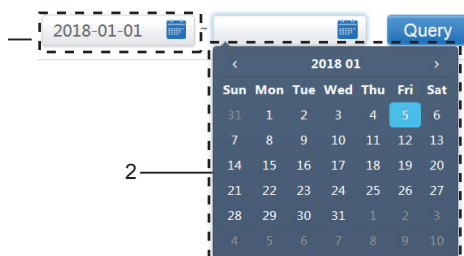 2018-01-01 ~ Query
< 2018 01 >
Sun Mon Tue Wed Thu Fri Sat
31 1 2 3 4 5 6
7 8 9 10 11 12 13
14 15 16 17 18 19 20
2
21 22 23 24 25 26 27
28 29 30 31 1 2 3
4 5 6 7 8 9 10